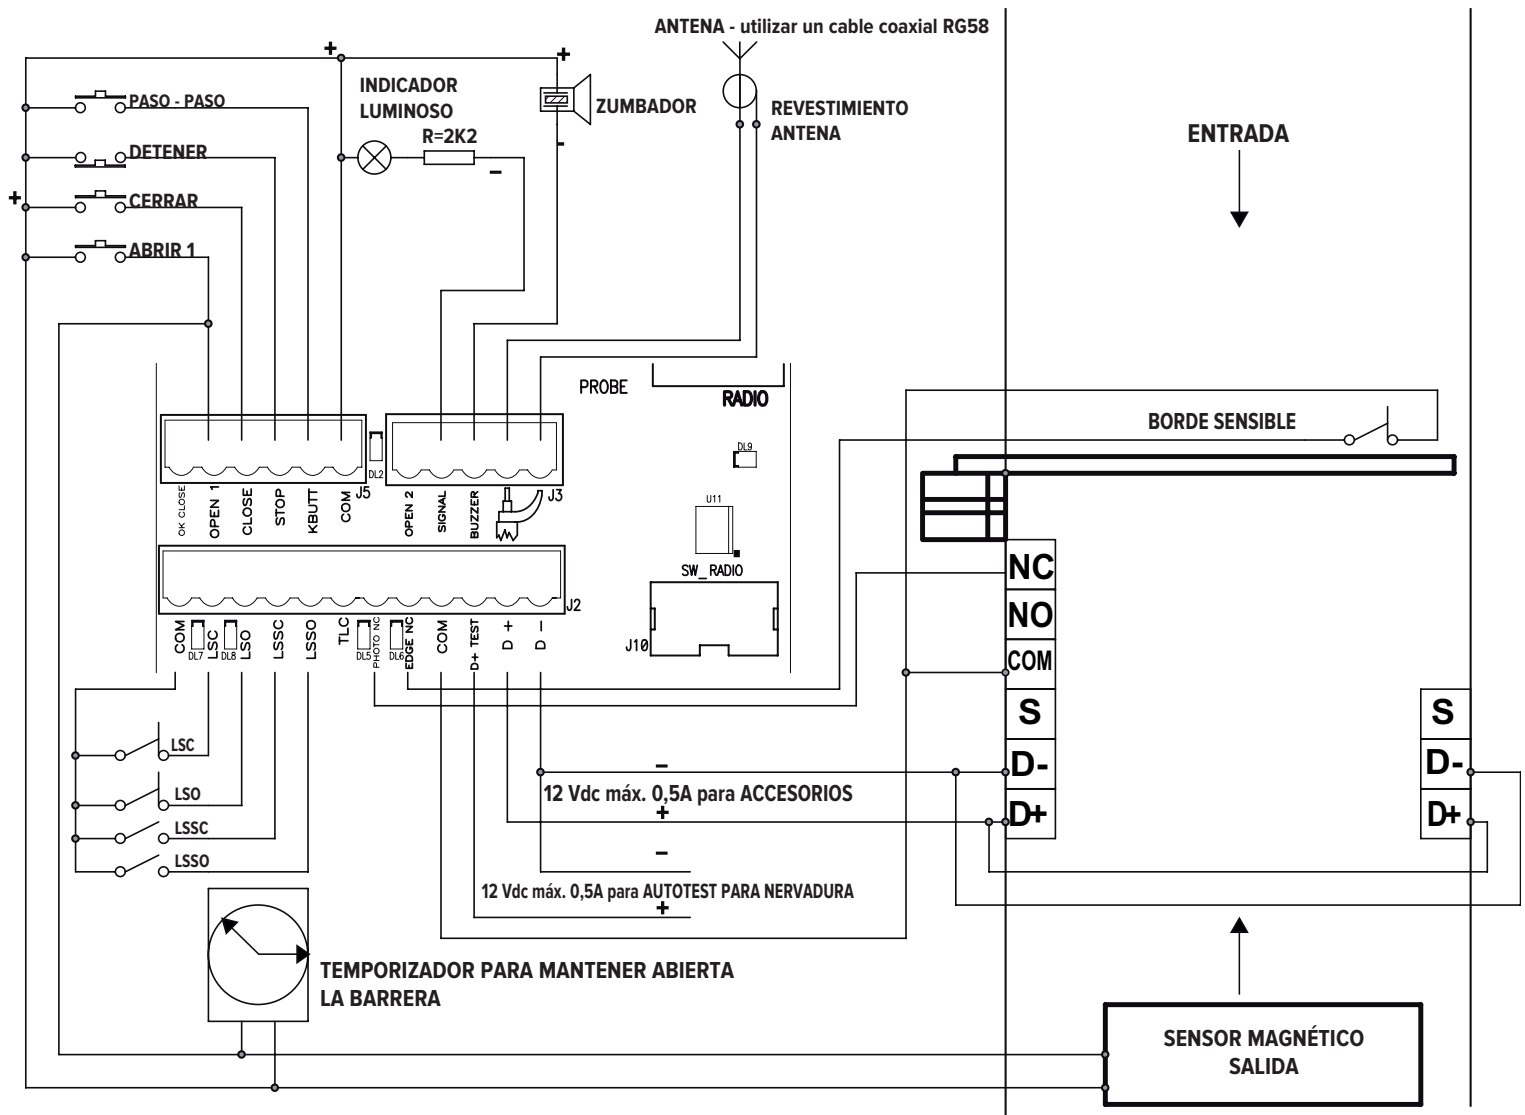 ANTENA - utilizar un cable coaxial RG58
+
+
+
-
-
INDICADOR
LUMINOSO
R=2K2
ZUMBADOR
REVESTIMIENTO
ANTENA
PASO - PASO
DETENER
CERRAR
ABRIR 1
ENTRADA
PROBE
RADIO
BORDE SENSIBLE
DL2
DL9
J5
J3
OK CLOSE
OPEN 1
CLOSE
STOP
KBUTT
COM
OPEN 2
SIGNAL
BUZZER
U11
SW_RADIO
J2
J10
COM
DL7
LSC
DL8
LSO
LSSC
LSSO
TLC
DL5
PHOTO NC
DL6
EDGE NC
COM
D+ TEST
D +
D -
NC
NO
COM
S
D-
D+
S
D-
D+
LSC
LSO
LSSC
LSSO
-
12 Vdc máx. 0,5A para ACCESORIOS
+
-
12 Vdc máx. 0,5A para AUTOTEST PARA NERVADURA
+
TEMPORIZADOR PARA MANTENER ABIERTA
LA BARRERA
SENSOR MAGNÉTICO
SALIDA